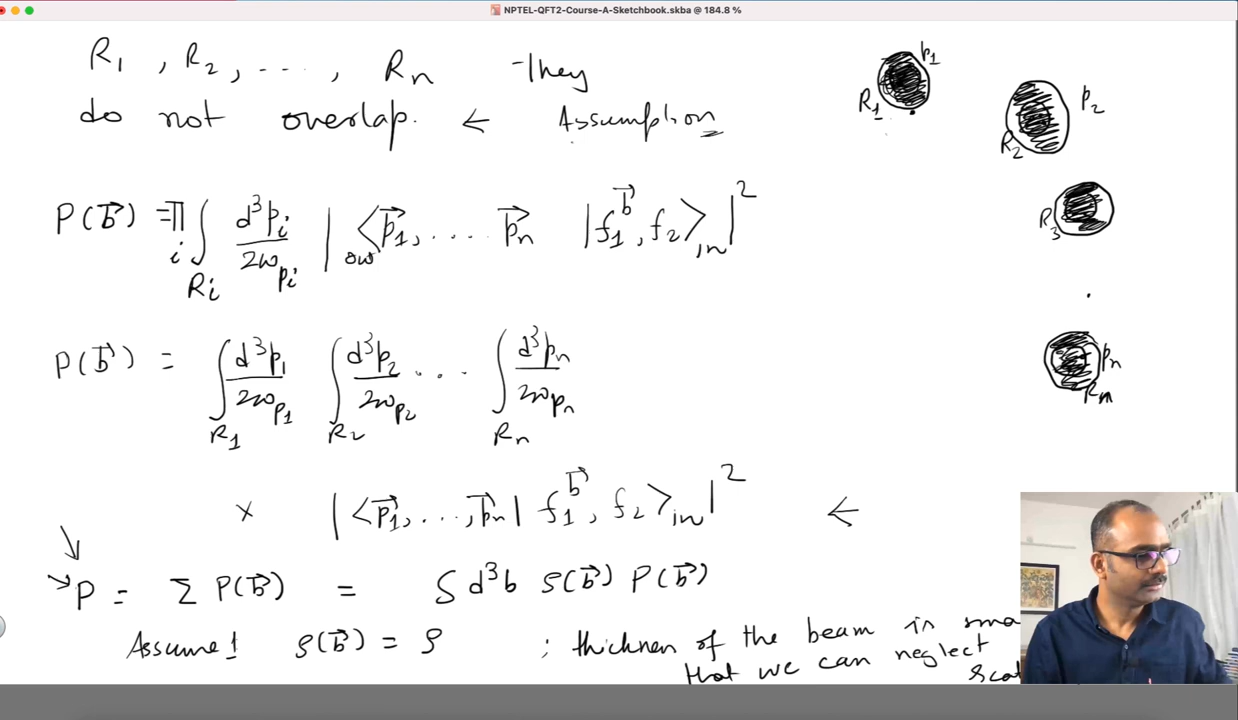 NPTEL-QFT2-Course-A-Sketchbook.skba @ 184.8 %
R₁ , R₂, ..., Rₙ They
do not overlap. ← Assumption
R₁ p₁
R₂ p₂
R₃
pₙ
P(b⃗) = ∏ᵢ ∫_{Rᵢ} d³pᵢ/2ω_{pᵢ} | _{out}⟨p⃗₁, .... p⃗ₙ | f₁^{b⃗}, f₂⟩_{in} |²
P(b⃗) = ∫_{R₁} d³p₁/2ω_{p₁} ∫_{R₂} d³p₂/2ω_{p₂} ... ∫_{Rₙ} d³pₙ/2ω_{pₙ}
× | ⟨p⃗₁, ..., p⃗ₙ | f₁^{b⃗}, f₂⟩_{in} |² ←
P = Σ P(b⃗) = ∫ d³b ρ(b⃗) P(b⃗)
Assume! ρ(b⃗) = ρ ; thickness of the beam is
that we can neglect